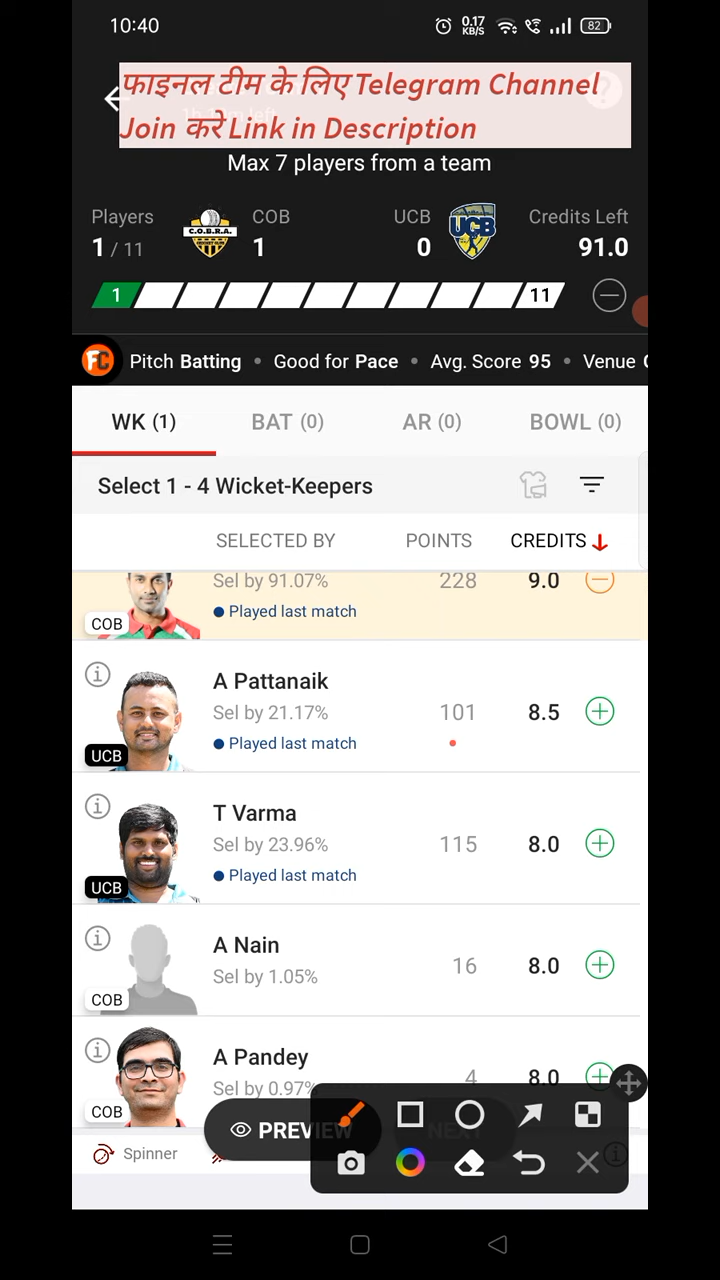 10:40
0.17
KB/S
82
फाइनल टीम के लिए Telegram Channel
Join करे Link in Description
Max 7 players from a team
Players
COB
UCB
Credits Left
C.O.B.R.A.
UCB
1 / 11
1
0
91.0
1
11
FC Pitch Batting • Good for Pace • Avg. Score 95 • Venue
WK (1)
BAT (0)
AR (0)
BOWL (0)
Select 1 - 4 Wicket-Keepers
SELECTED BY
POINTS
CREDITS
Sel by 91.07%
228
9.0
COB
Played last match
A Pattanaik
Sel by 21.17%
101
8.5
UCB
Played last match
T Varma
Sel by 23.96%
115
8.0
UCB
Played last match
A Nain
Sel by 1.05%
16
8.0
COB
A Pandey
Sel by 0.97%
4
8.0
COB
PREVIEW
NEXT
Spinner